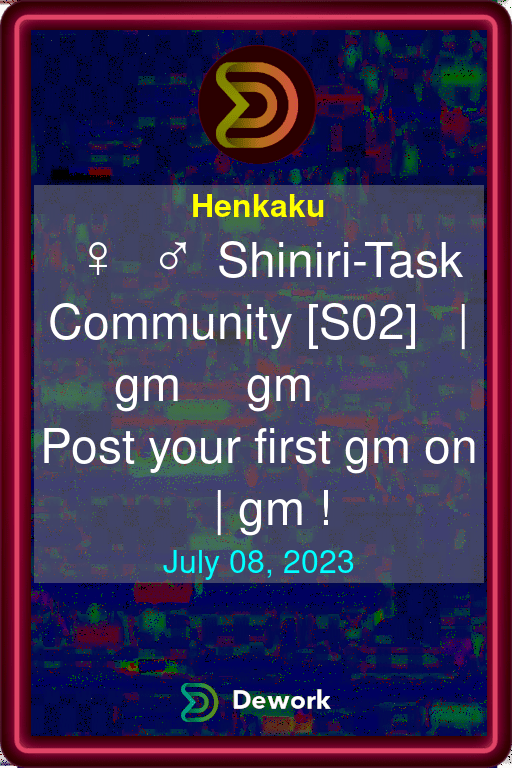 Henkaku
♀ ♂ Shiniri-Task
Community [S02] |
gm gm
Post your first gm on
| gm !
July 08, 2023
Dework